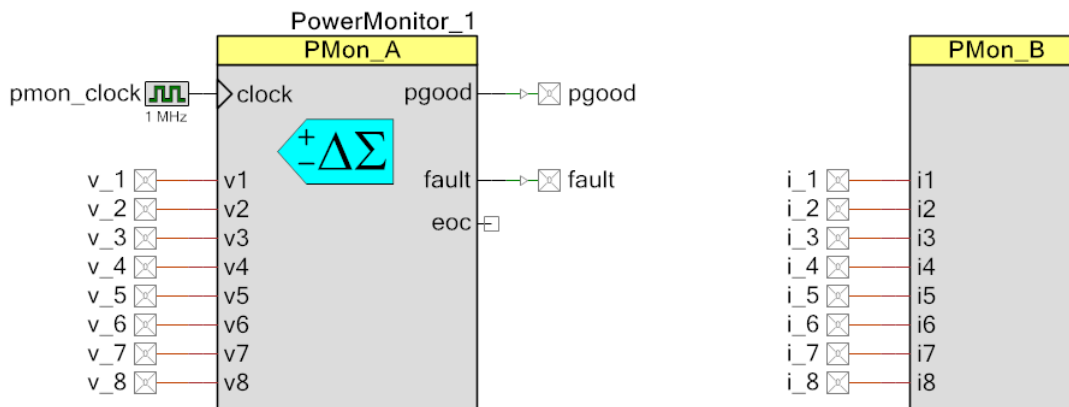 PowerMonitor_1
PMon_A
PMon_B
pmon_clock
1 MHz
clock
pgood
pgood
+
− ΔΣ
fault
fault
eoc
v_1 v1
v_2 v2
v_3 v3
v_4 v4
v_5 v5
v_6 v6
v_7 v7
v_8 v8
i_1 i1
i_2 i2
i_3 i3
i_4 i4
i_5 i5
i_6 i6
i_7 i7
i_8 i8